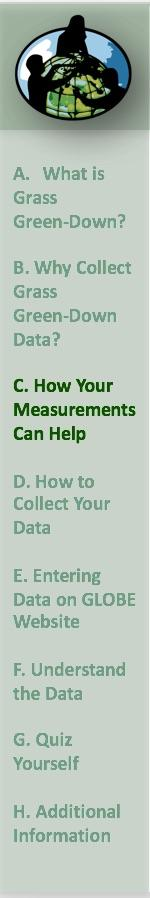 A. What is
Grass
Green-Down?
B. Why Collect
Grass
Green-Down
Data?
C. How Your
Measurements
Can Help
D. How to
Collect Your
Data
E. Entering
Data on GLOBE
Website
F. Understand
the Data
G. Quiz
Yourself
H. Additional
Information